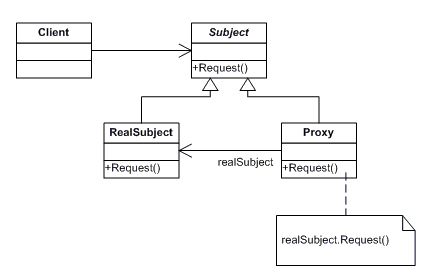 Client
Subject
+Request()
RealSubject
+Request()
Proxy
+Request()
realSubject
realSubject.Request()